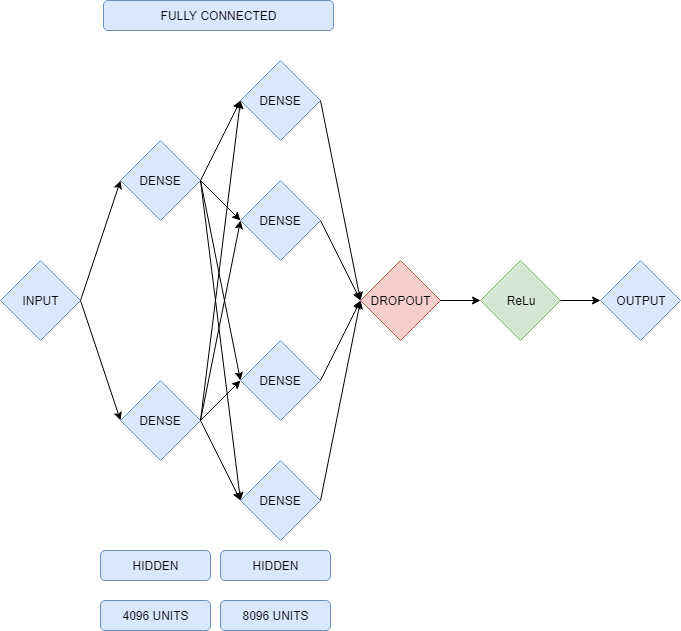 FULLY CONNECTED
DENSE
DENSE
DENSE
INPUT
DROPOUT
ReLu
OUTPUT
DENSE
DENSE
DENSE
HIDDEN
HIDDEN
4096 UNITS
8096 UNITS